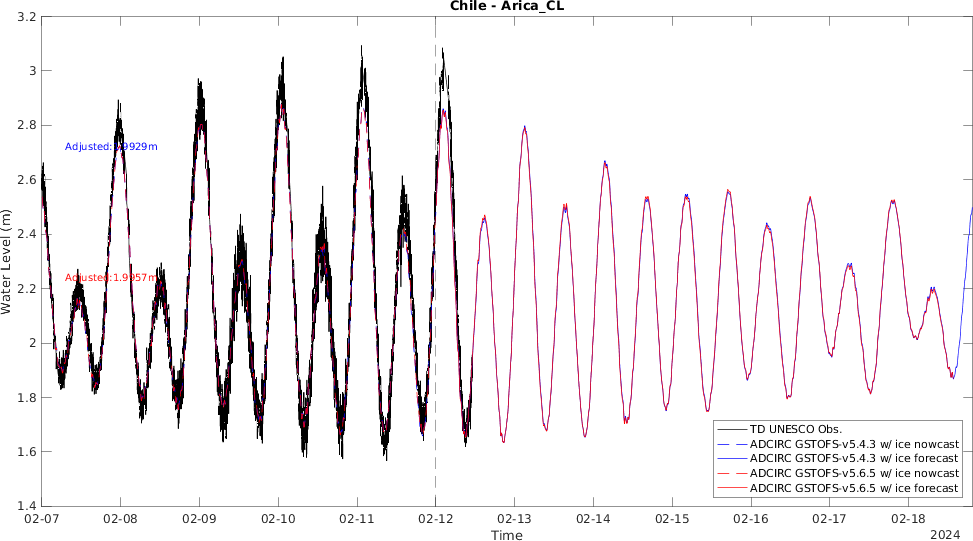 Chile - Arica_CL
3.2
3
2.8
2.6
2.4
2.2
2
1.8
1.6
1.4
Water Level (m)
Adjusted: 1.9929m
Adjusted:1.9957m
TD UNESCO Obs.
ADCIRC GSTOFS-v5.4.3 w/ ice nowcast
ADCIRC GSTOFS-v5.4.3 w/ ice forecast
ADCIRC GSTOFS-v5.6.5 w/ ice nowcast
ADCIRC GSTOFS-v5.6.5 w/ ice forecast
02-07 02-08 02-09 02-10 02-11 02-12 02-13 02-14 02-15 02-16 02-17 02-18
Time
2024